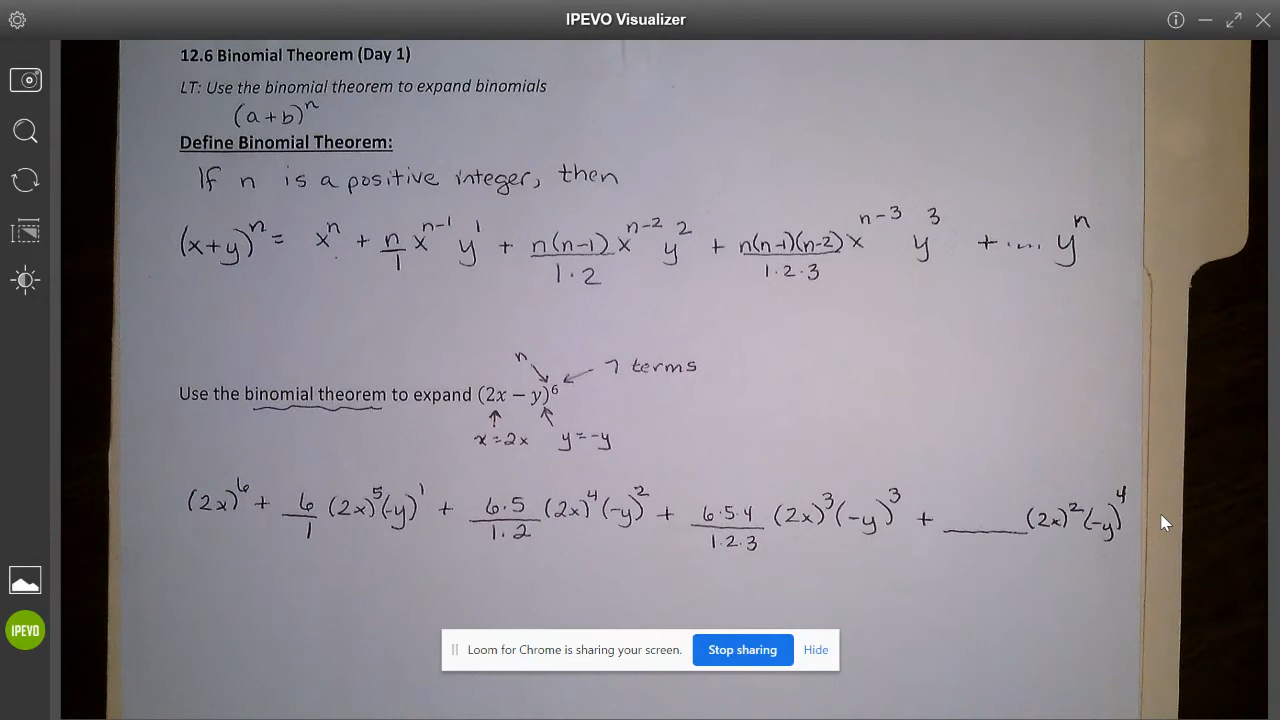 IPEVO Visualizer
12.6 Binomial Theorem (Day 1)
LT: Use the binomial theorem to expand binomials
(a+b)^n
Define Binomial Theorem:
If n is a positive integer, then
(x+y)^n = x^n + n/1 x^(n-1) y^1 + n(n-1)/1·2 x^(n-2) y^2 + n(n-1)(n-2)/1·2·3 x^(n-3) y^3 + .... y^n
n 7 terms
Use the binomial theorem to expand (2x − y)^6
x=2x y=-y
(2x)^6 + 6/1 (2x)^5 (-y)^1 + 6·5/1·2 (2x)^4 (-y)^2 + 6·5·4/1·2·3 (2x)^3 (-y)^3 + ____ (2x)^2 (-y)^4
IPEVO
Loom for Chrome is sharing your screen. Stop sharing Hide